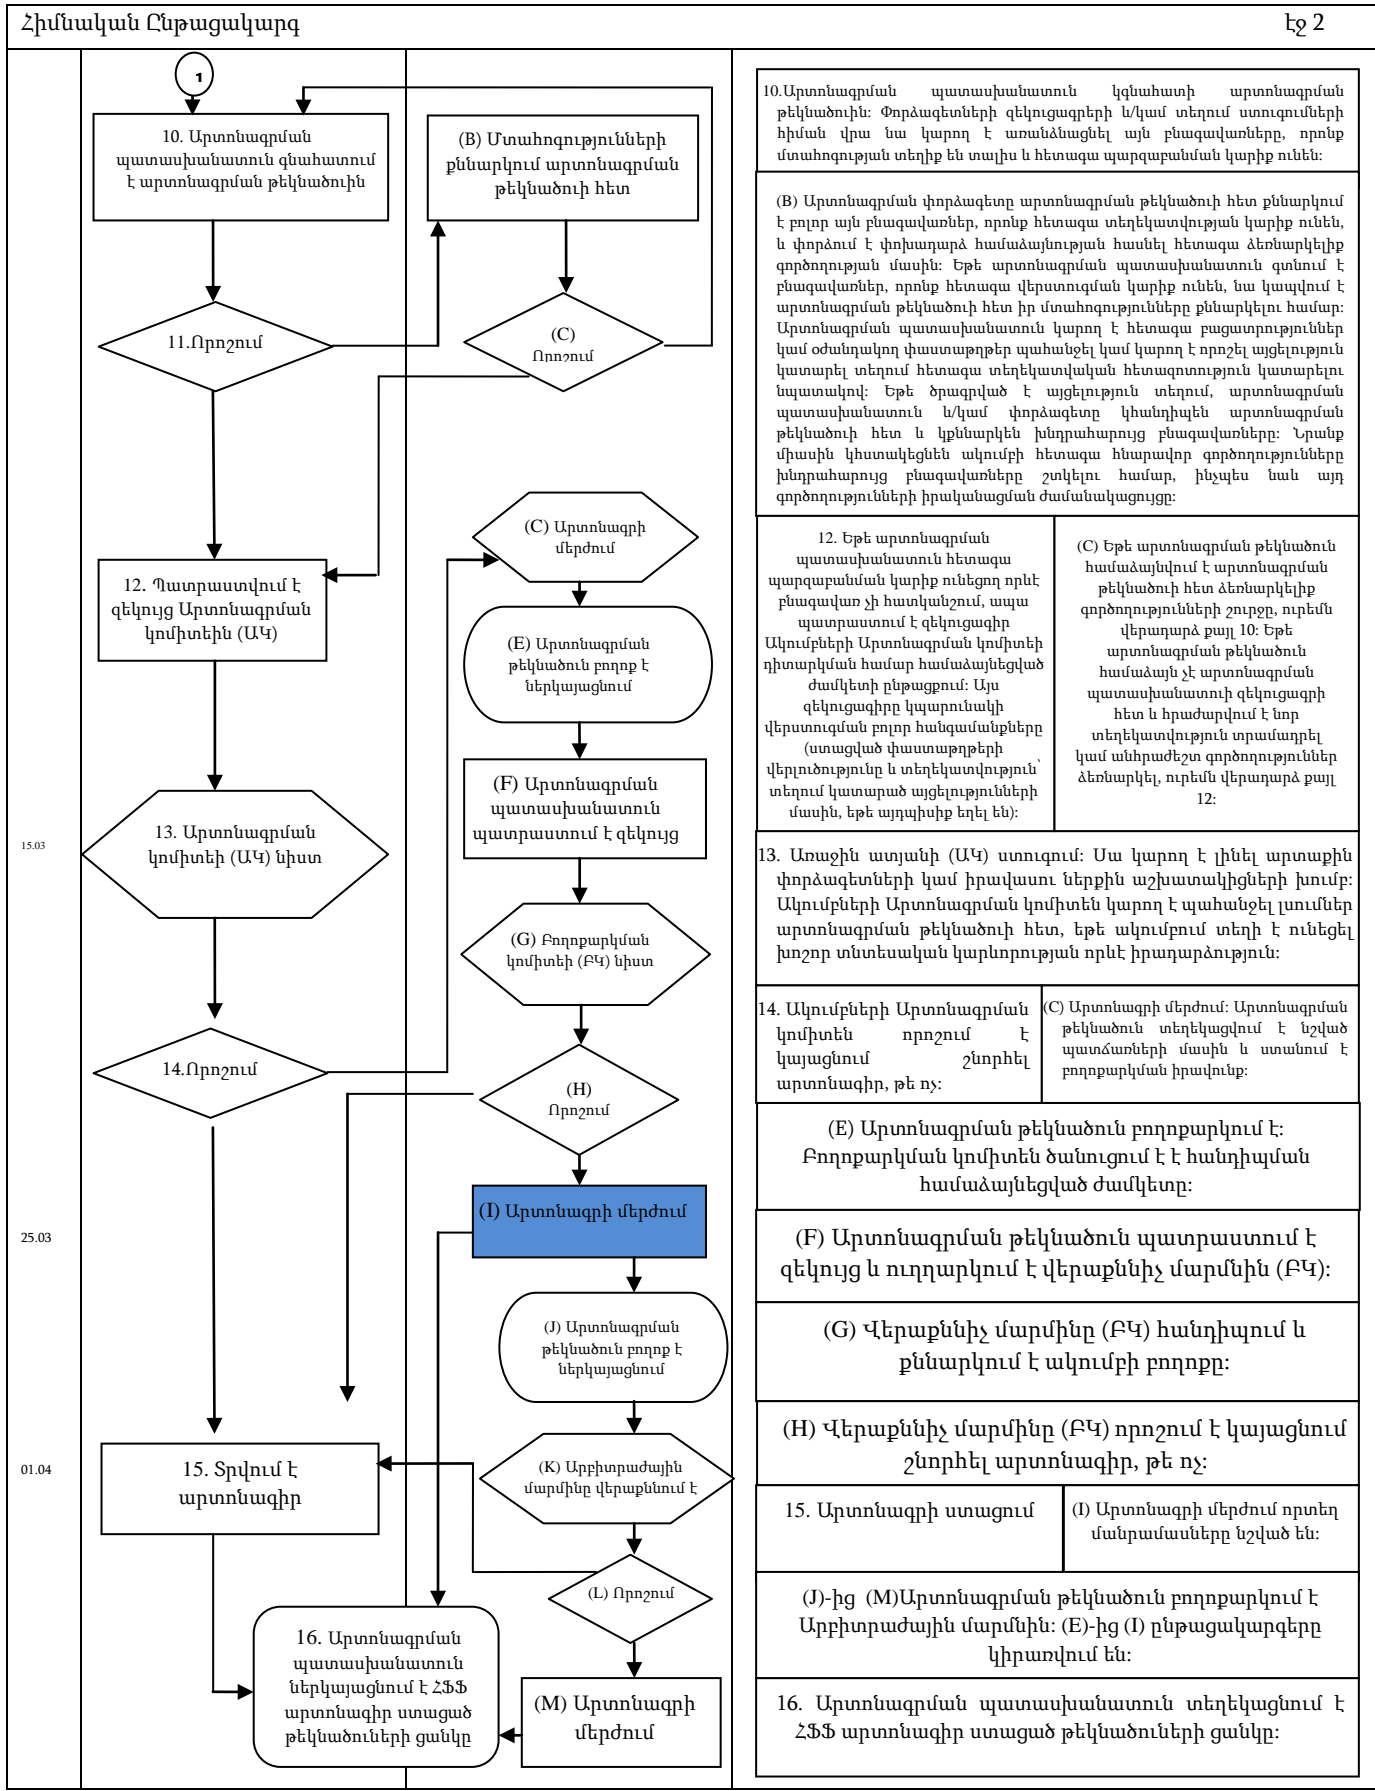 Հիմնական Ընթացակարգ
էջ 2
1
10. Արտոնագրման
պատասխանատուն գնահատում
է արտոնագրման թեկնածուին
(B) Մտահոգությունների
քննարկում արտոնագրման
թեկնածուի հետ
11.Որոշում
(C)
Որոշում
12. Պատրաստվում է
զեկույց Արտոնագրման
կոմիտեին (ԱԿ)
(C) Արտոնագրի
մերժում
(E) Արտոնագրման
թեկնածուն բողոք է
ներկայացնում
(F) Արտոնագրման
պատասխանատուն
պատրաստում է զեկույց
15.03
13. Արտոնագրման
կոմիտեի (ԱԿ) նիստ
(G) Բողոքարկման
կոմիտեի (ԲԿ) նիստ
14.Որոշում
(H)
Որոշում
25.03
(I) Արտոնագրի մերժում
(J) Արտոնագրման
թեկնածուն բողոք է
ներկայացնում
01.04
15. Տրվում է
արտոնագիր
(K) Արբիտրաժային
մարմինը վերաքննում է
(L) Որոշում
16. Արտոնագրման
պատասխանատուն
ներկայացնում է ՀՖՖ
արտոնագիր ստացած
թեկնածուների ցանկը
(M) Արտոնագրի
մերժում
10.Արտոնագրման պատասխանատուն կգնահատի արտոնագրման
թեկնածուին: Փորձագետների զեկուցագրերի և/կամ տեղում ստուգումների
հիման վրա նա կարող է առանձնացնել այն բնագավառները, որոնք
մտահոգության տեղիք են տալիս և հետագա պարզաբանման կարիք ունեն:
(B) Արտոնագրման փորձագետը արտոնագրման թեկնածուի հետ քննարկում
է բոլոր այն բնագավառներ, որոնք հետագա տեղեկատվության կարիք ունեն,
և փորձում է փոխադարձ համաձայնության հասնել հետագա ձեռնարկելիք
գործողության մասին: Եթե արտոնագրման պատասխանատուն գտնում է
բնագավառներ, որոնք հետագա վերստուգման կարիք ունեն, նա կապվում է
արտոնագրման թեկնածուի հետ իր մտահոգությունները քննարկելու համար:
Արտոնագրման պատասխանատուն կարող է հետագա բացատրություններ
կամ օժանդակող փաստաթղթեր պահանջել կամ կարող է որոշել այցելություն
կատարել տեղում հետագա տեղեկատվական հետազոտություն կատարելու
նպատակով: Եթե ծրագրված է այցելություն տեղում, արտոնագրման
պատասխանատուն և/կամ փորձագետը կհանդիպեն արտոնագրման
թեկնածուի հետ և կքննարկեն խնդրահարույց բնագավառները: Նրանք
միասին կհստակեցնեն ակումբի հետագա հնարավոր գործողությունները
խնդրահարույց բնագավառները շտկելու համար, ինչպես նաև այդ
գործողությունների իրականացման ժամանակացույցը:
12. Եթե արտոնագրման
պատասխանատուն հետագա
պարզաբանման կարիք ունեցող որևէ
բնագավառ չի հատկանշում, ապա
պատրաստում է զեկուցագիր
Ակումբների Արտոնագրման կոմիտեի
դիտարկման համար համաձայնեցված
ժամկետի ընթացքում: Այս
զեկուցագիրը կպարունակի
վերստուգման բոլոր հանգամանքները
(ստացված փաստաթղթերի
վերլուծությունը և տեղեկատվություն՝
տեղում կատարած այցելությունների
մասին, եթե այդպիսիք եղել են):
(C) Եթե արտոնագրման թեկնածուն
համաձայնվում է արտոնագրման
թեկնածուի հետ ձեռնարկելիք
գործողությունների շուրջը, ուրեմն
վերադարձ քայլ 10: Եթե
արտոնագրման թեկնածուն
համաձայն չէ արտոնագրման
պատասխանատուի զեկուցագրի
հետ և հրաժարվում է նոր
տեղեկատվություն տրամադրել
կամ անհրաժեշտ գործողություններ
ձեռնարկել, ուրեմն վերադարձ քայլ
12:
13. Առաջին ատյանի (ԱԿ) ստուգում: Սա կարող է լինել արտաքին
փորձագետների կամ իրավասու ներքին աշխատակիցների խումբ:
Ակումբների Արտոնագրման կոմիտեն կարող է պահանջել լսումներ
արտոնագրման թեկնածուի հետ, եթե ակումբում տեղի է ունեցել
խոշոր տնտեսական կարևորության որևէ իրադարձություն:
14. Ակումբների Արտոնագրման
կոմիտեն որոշում է
կայացնում շնորհել
արտոնագիր, թե ոչ:
(C) Արտոնագրի մերժում: Արտոնագրման
թեկնածուն տեղեկացվում է նշված
պատճառների մասին և ստանում է
բողոքարկման իրավունք:
(E) Արտոնագրման թեկնածուն բողոքարկում է:
Բողոքարկման կոմիտեն ծանուցում է է հանդիպման
համաձայնեցված ժամկետը:
(F) Արտոնագրման թեկնածուն պատրաստում է
զեկույց և ուղղարկում է վերաքննիչ մարմնին (ԲԿ):
(G) Վերաքննիչ մարմինը (ԲԿ) հանդիպում և
քննարկում է ակումբի բողոքը:
(H) Վերաքննիչ մարմինը (ԲԿ) որոշում է կայացնում
շնորհել արտոնագիր, թե ոչ:
15. Արտոնագրի ստացում
(I) Արտոնագրի մերժում որտեղ
մանրամասները նշված են:
(J)-ից (M)Արտոնագրման թեկնածուն բողոքարկում է
Արբիտրաժային մարմնին: (E)-ից (I) ընթացակարգերը
կիրառվում են:
16. Արտոնագրման պատասխանատուն տեղեկացնում է
ՀՖՖ արտոնագիր ստացած թեկնածուների ցանկը: